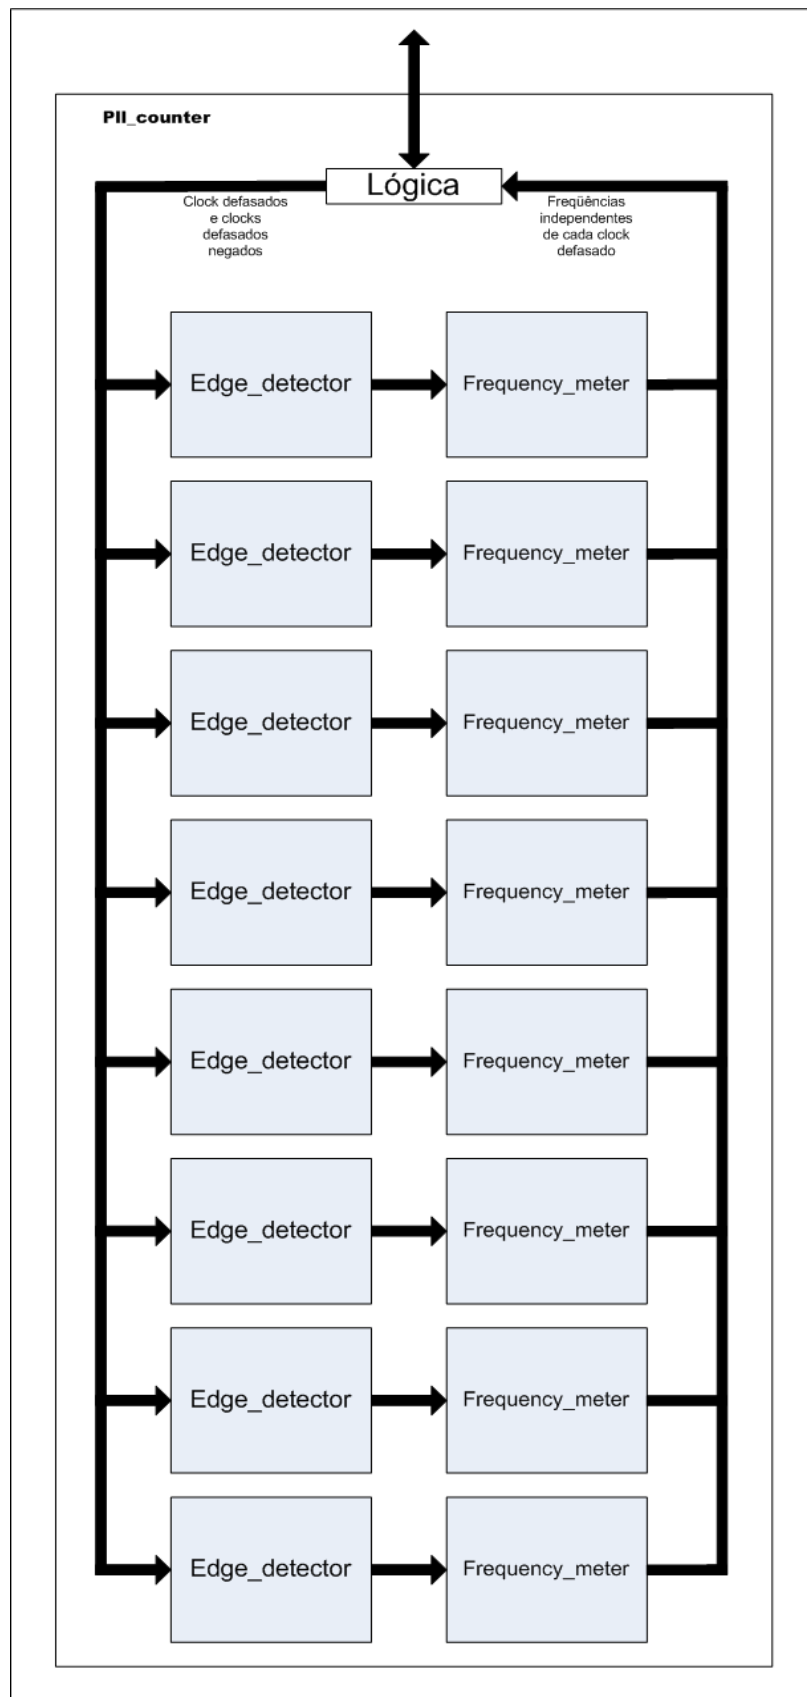 Pll_counter
Lógica
Clock defasados
e clocks
defasados
negados
Freqüências
independentes
de cada clock
defasado
Edge_detector
Frequency_meter
Edge_detector
Frequency_meter
Edge_detector
Frequency_meter
Edge_detector
Frequency_meter
Edge_detector
Frequency_meter
Edge_detector
Frequency_meter
Edge_detector
Frequency_meter
Edge_detector
Frequency_meter